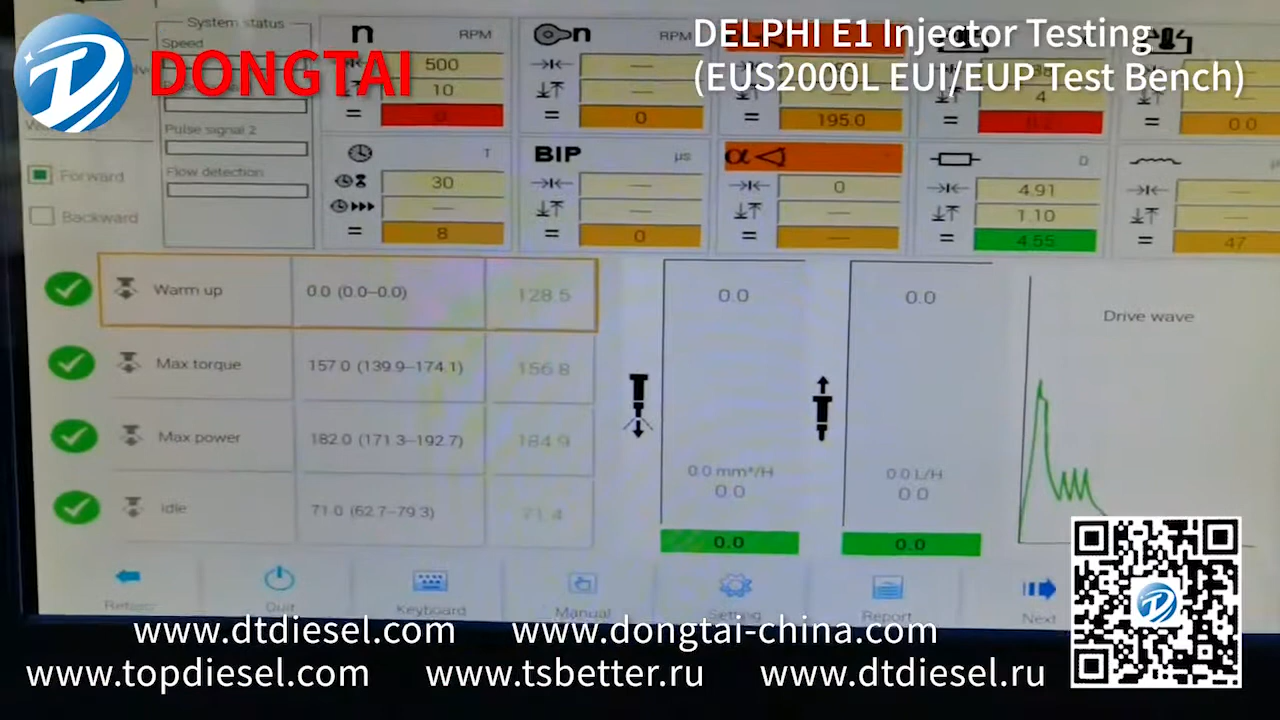 DELPHI E1 Injector Testing
(EUS2000L EUI/EUP Test Bench)
DONGTAI
System status
Speed
Pulse signal 2
Flow detection
Forward
Backward
n RPM
500
10
=
n RPM
—
—
= 0
—
= 195.0
4
=
= 0.0
T
30
—
= 8
BIP µs
—
—
= 0
α
0
—
= —
4.91
1.10
= 4.55
—
—
= 47
Warm up 0.0 (0.0–0.0) 128.5
Max torque 157.0 (139.9–174.1) 156.8
Max power 182.0 (171.3–192.7) 184.9
Idle 71.0 (62.7–79.3) 71.4
0.0
0.0 mm³/H
0.0
0.0
0.0
0.0 L/H
0.0
0.0
Drive wave
Return Quit Keyboard Manual Setting Report Next
www.dtdiesel.com www.dongtai-china.com
www.topdiesel.com www.tsbetter.ru www.dtdiesel.ru